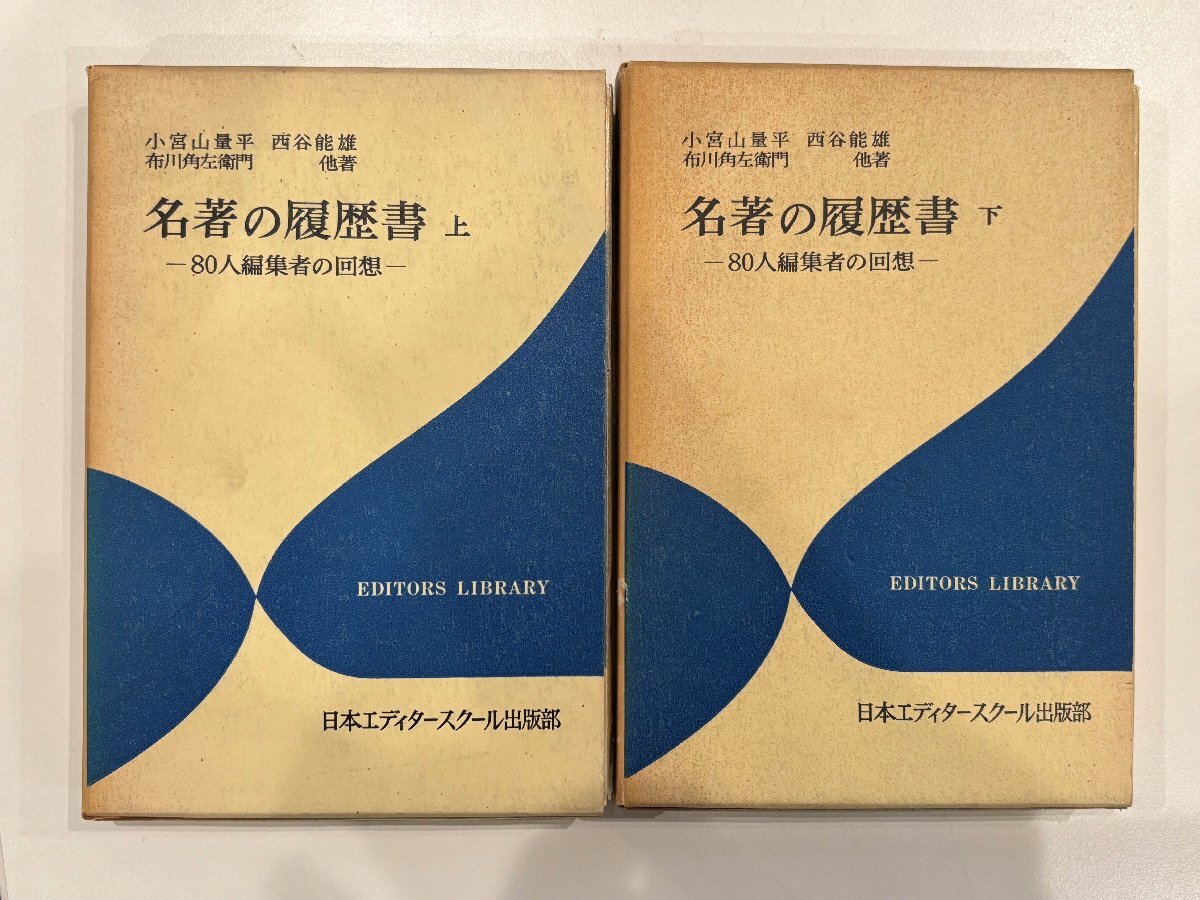 小宮山量平 西谷能雄
布川角左衛門 他著
名著の履歴書 上
―80人編集者の回想―
EDITORS LIBRARY
日本エディタースクール出版部
小宮山量平 西谷能雄
布川角左衛門 他著
名著の履歴書 下
―80人編集者の回想―
EDITORS LIBRARY
日本エディタースクール出版部